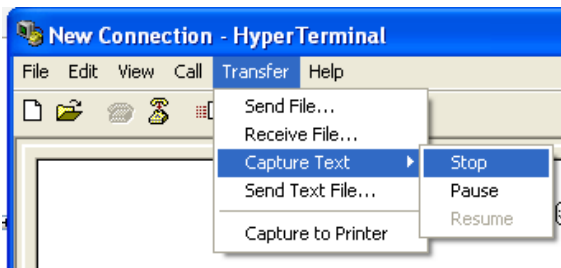 New Connection - HyperTerminal
File Edit View Call Transfer Help
Send File...
Receive File...
Capture Text Stop
Send Text File... Pause
Resume
Capture to Printer